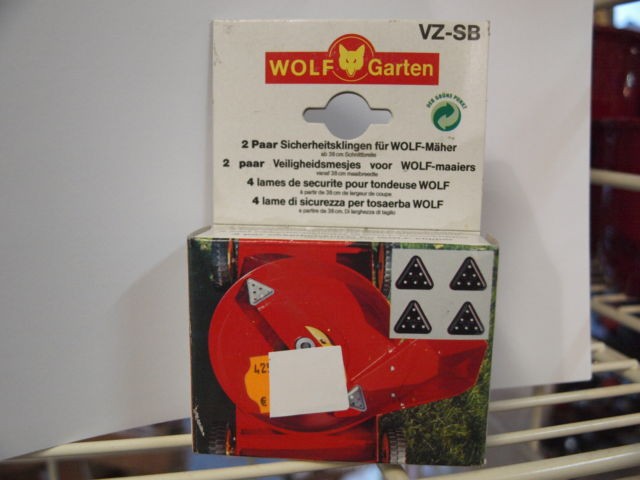 VZ-SB
WOLF Garten
DER GRÜNE PUNKT
2 Paar Sicherheitsklingen für WOLF-Mäher
ab 38 cm Schnittbreite
2 paar Veiligheidsmesjes voor WOLF-maaiers
vanaf 38 cm maaibreedte
4 lames de securite pour tondeuse WOLF
à partir de 38 cm de largeur de coupe
4 lame di sicurezza per tosaerba WOLF
a partire de 38 cm. Di larghezza di taglio
€